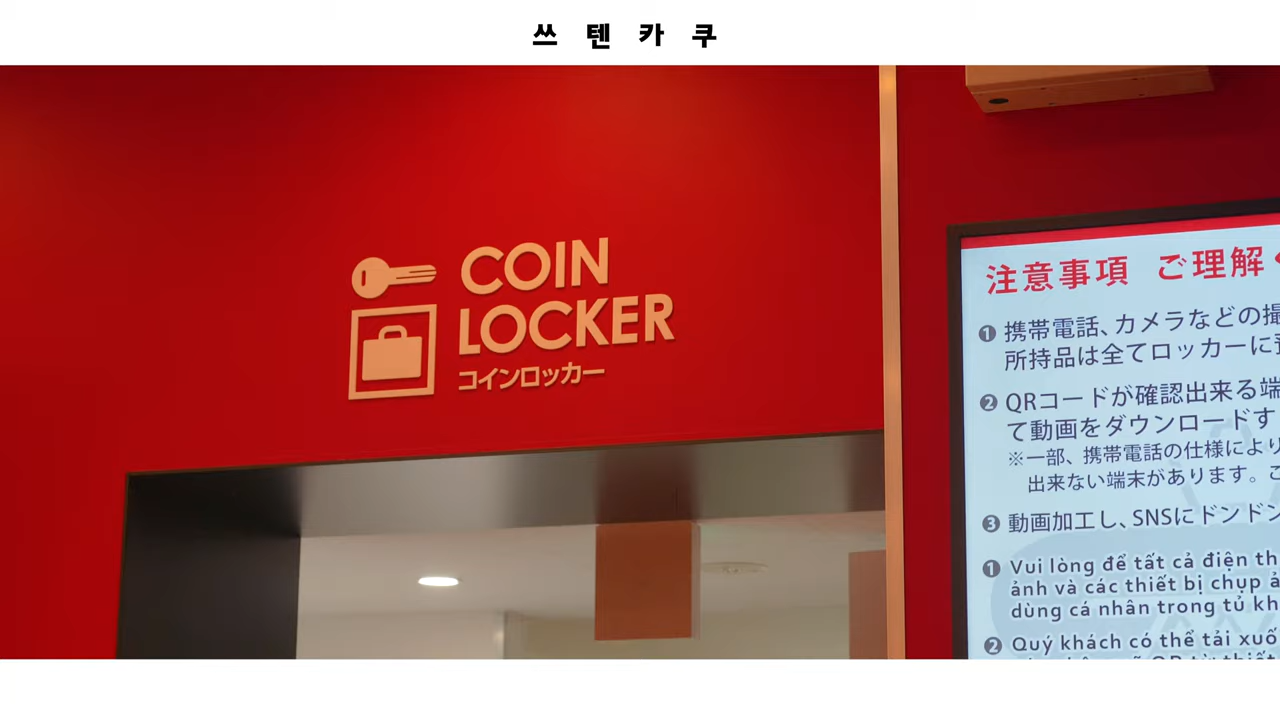 쓰텐카쿠
COIN
LOCKER
コインロッカー
注意事項 ご理解
❶ 携帯電話、カメラなどの撮
所持品は全てロッカーに
❷ QRコードが確認出来る端
て動画をダウンロードす
※一部、携帯電話の仕様により
出来ない端末があります。こ
❸ 動画加工し、SNSにドンドン
❶ Vui lòng để tất cả điện th
ảnh và các thiết bị chụp ả
dùng cá nhân trong tủ kh
❷ Quý khách có thể tải xuố